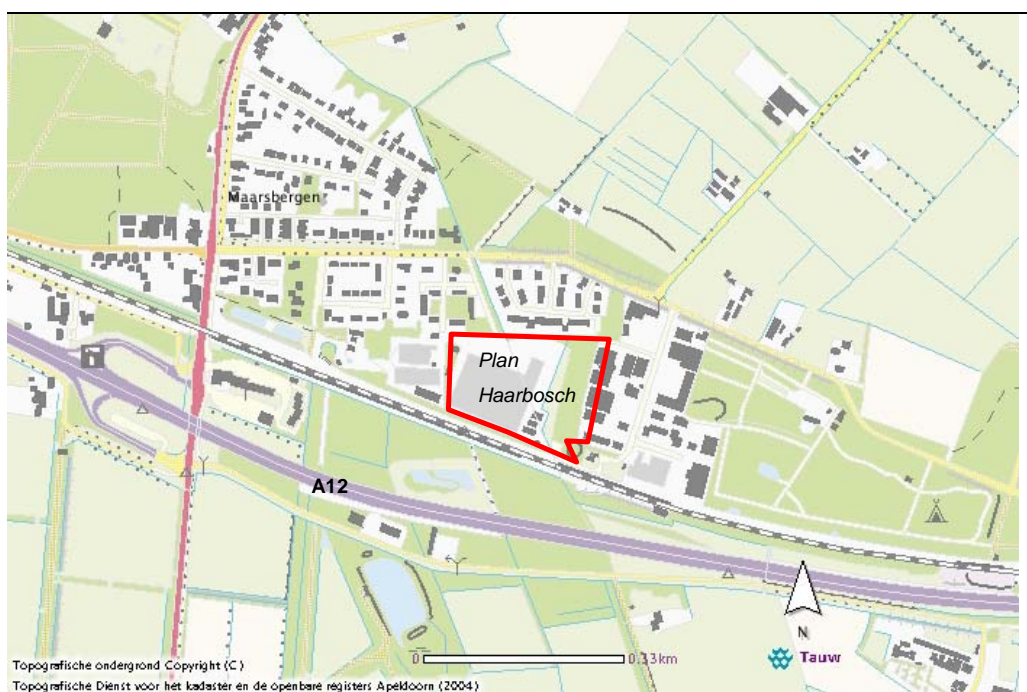 Maarsbergen
Plan
Haarbosch
A12
N
0 0.33km
Tauw
Topografische ondergrond Copyright (C)
Topografische Dienst voor het kadaster en de openbare registers Apeldoorn (2004)